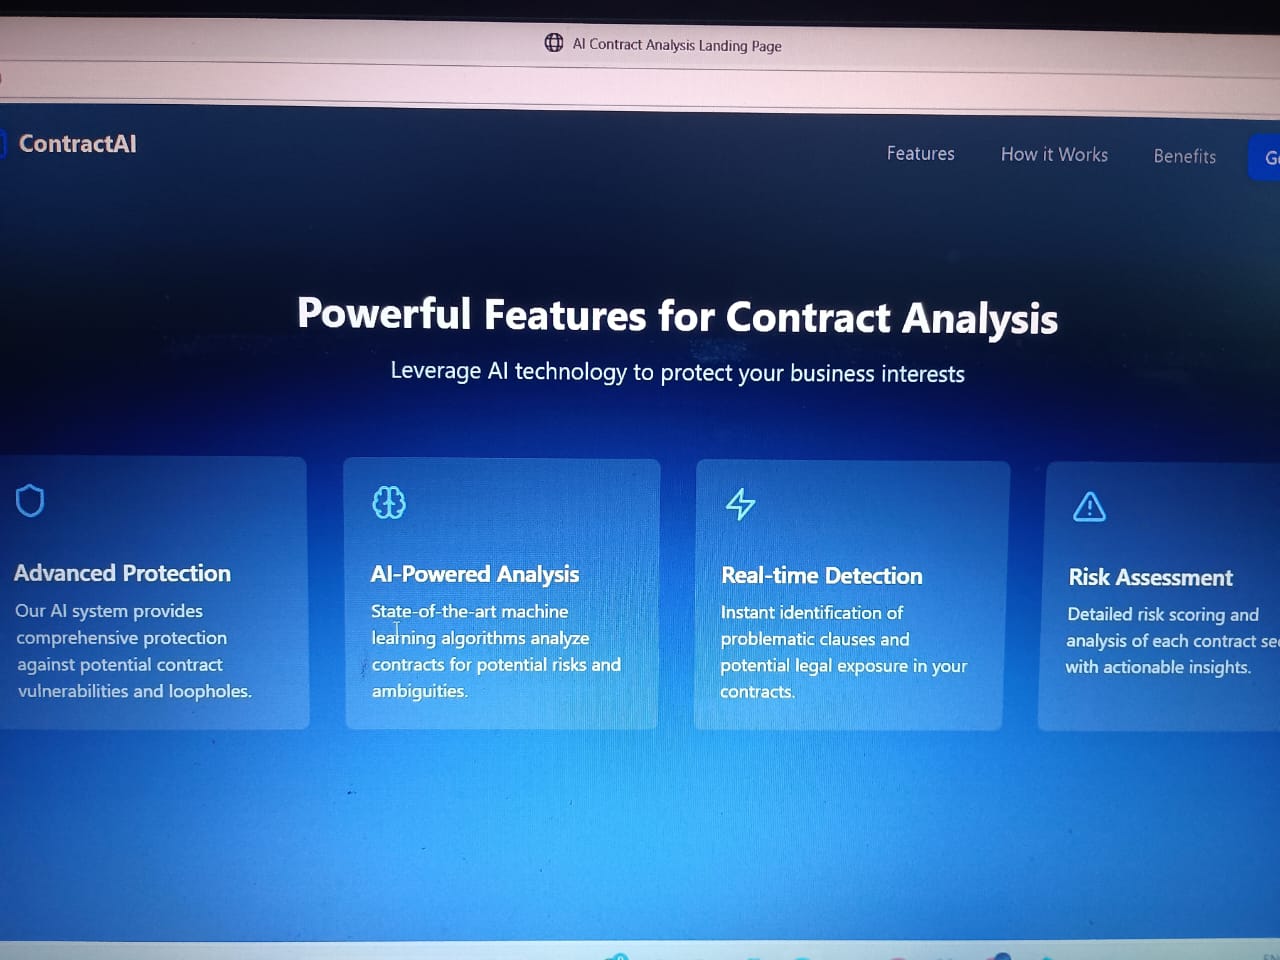 AI Contract Analysis Landing Page
ContractAI
Features
How it Works
Benefits
Powerful Features for Contract Analysis
Leverage AI technology to protect your business interests
Advanced Protection
Our AI system provides
comprehensive protection
against potential contract
vulnerabilities and loopholes.
AI-Powered Analysis
State-of-the-art machine
learning algorithms analyze
contracts for potential risks and
ambiguities.
Real-time Detection
Instant identification of
problematic clauses and
potential legal exposure in your
contracts.
Risk Assessment
Detailed risk scoring and
analysis of each contract
with actionable insights.